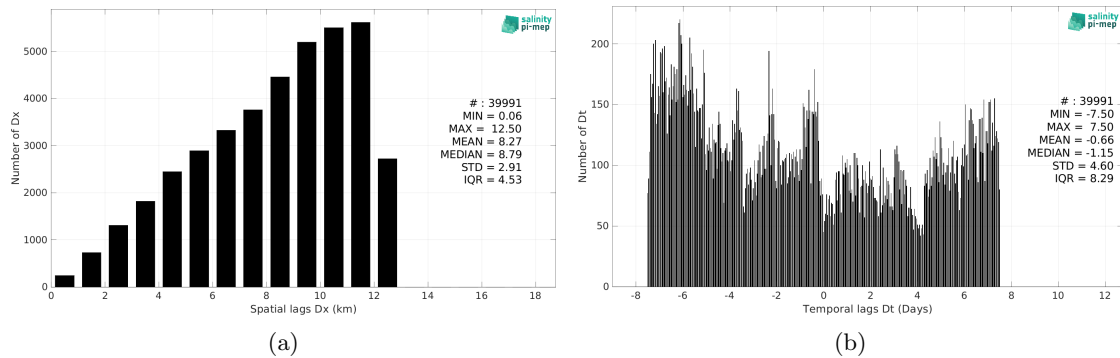 salinity
pi-mep
# : 39991
MIN = 0.06
MAX = 12.50
MEAN = 8.27
MEDIAN = 8.79
STD = 2.91
IQR = 4.53
Number of Dx
5000
4000
3000
2000
1000
0
0 2 4 6 8 10 12 14 16 18
Spatial lags Dx (km)
(a)
salinity
pi-mep
# : 39991
MIN = -7.50
MAX = 7.50
MEAN = -0.66
MEDIAN = -1.15
STD = 4.60
IQR = 8.29
Number of Dt
200
150
100
50
0
-8 -6 -4 -2 0 2 4 6 8 10 12
Temporal lags Dt (Days)
(b)